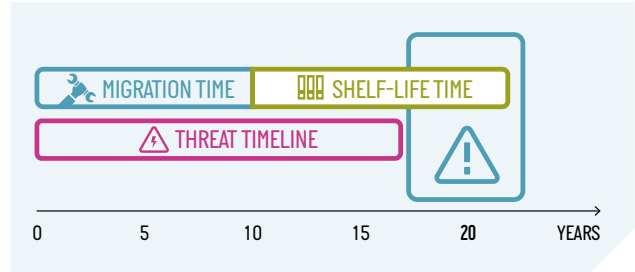 MIGRATION TIME SHELF-LIFE TIME
THREAT TIMELINE
0 5 10 15 20 YEARS